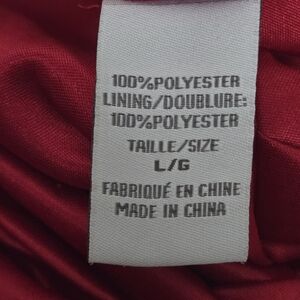 100%POLYESTER
LINING/DOUBLURE:
100%POLYESTER
TAILLE/SIZE
L/G
FABRIQUÉ EN CHINE
MADE IN CHINA